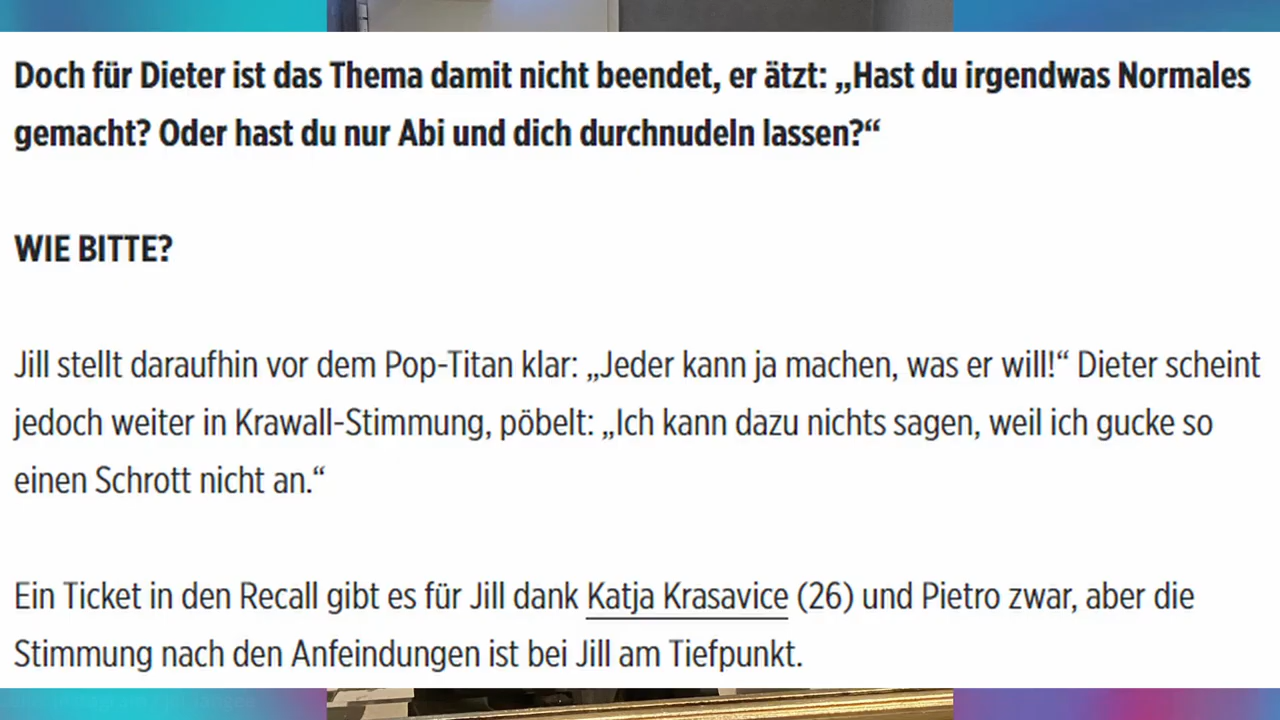 Doch für Dieter ist das Thema damit nicht beendet, er ätzt: „Hast du irgendwas Normales
gemacht? Oder hast du nur Abi und dich durchnudeln lassen?“
WIE BITTE?
Jill stellt daraufhin vor dem Pop-Titan klar: „Jeder kann ja machen, was er will!“ Dieter scheint
jedoch weiter in Krawall-Stimmung, pöbelt: „Ich kann dazu nichts sagen, weil ich gucke so
einen Schrott nicht an.“
Ein Ticket in den Recall gibt es für Jill dank Katja Krasavice (26) und Pietro zwar, aber die
Stimmung nach den Anfeindungen ist bei Jill am Tiefpunkt.